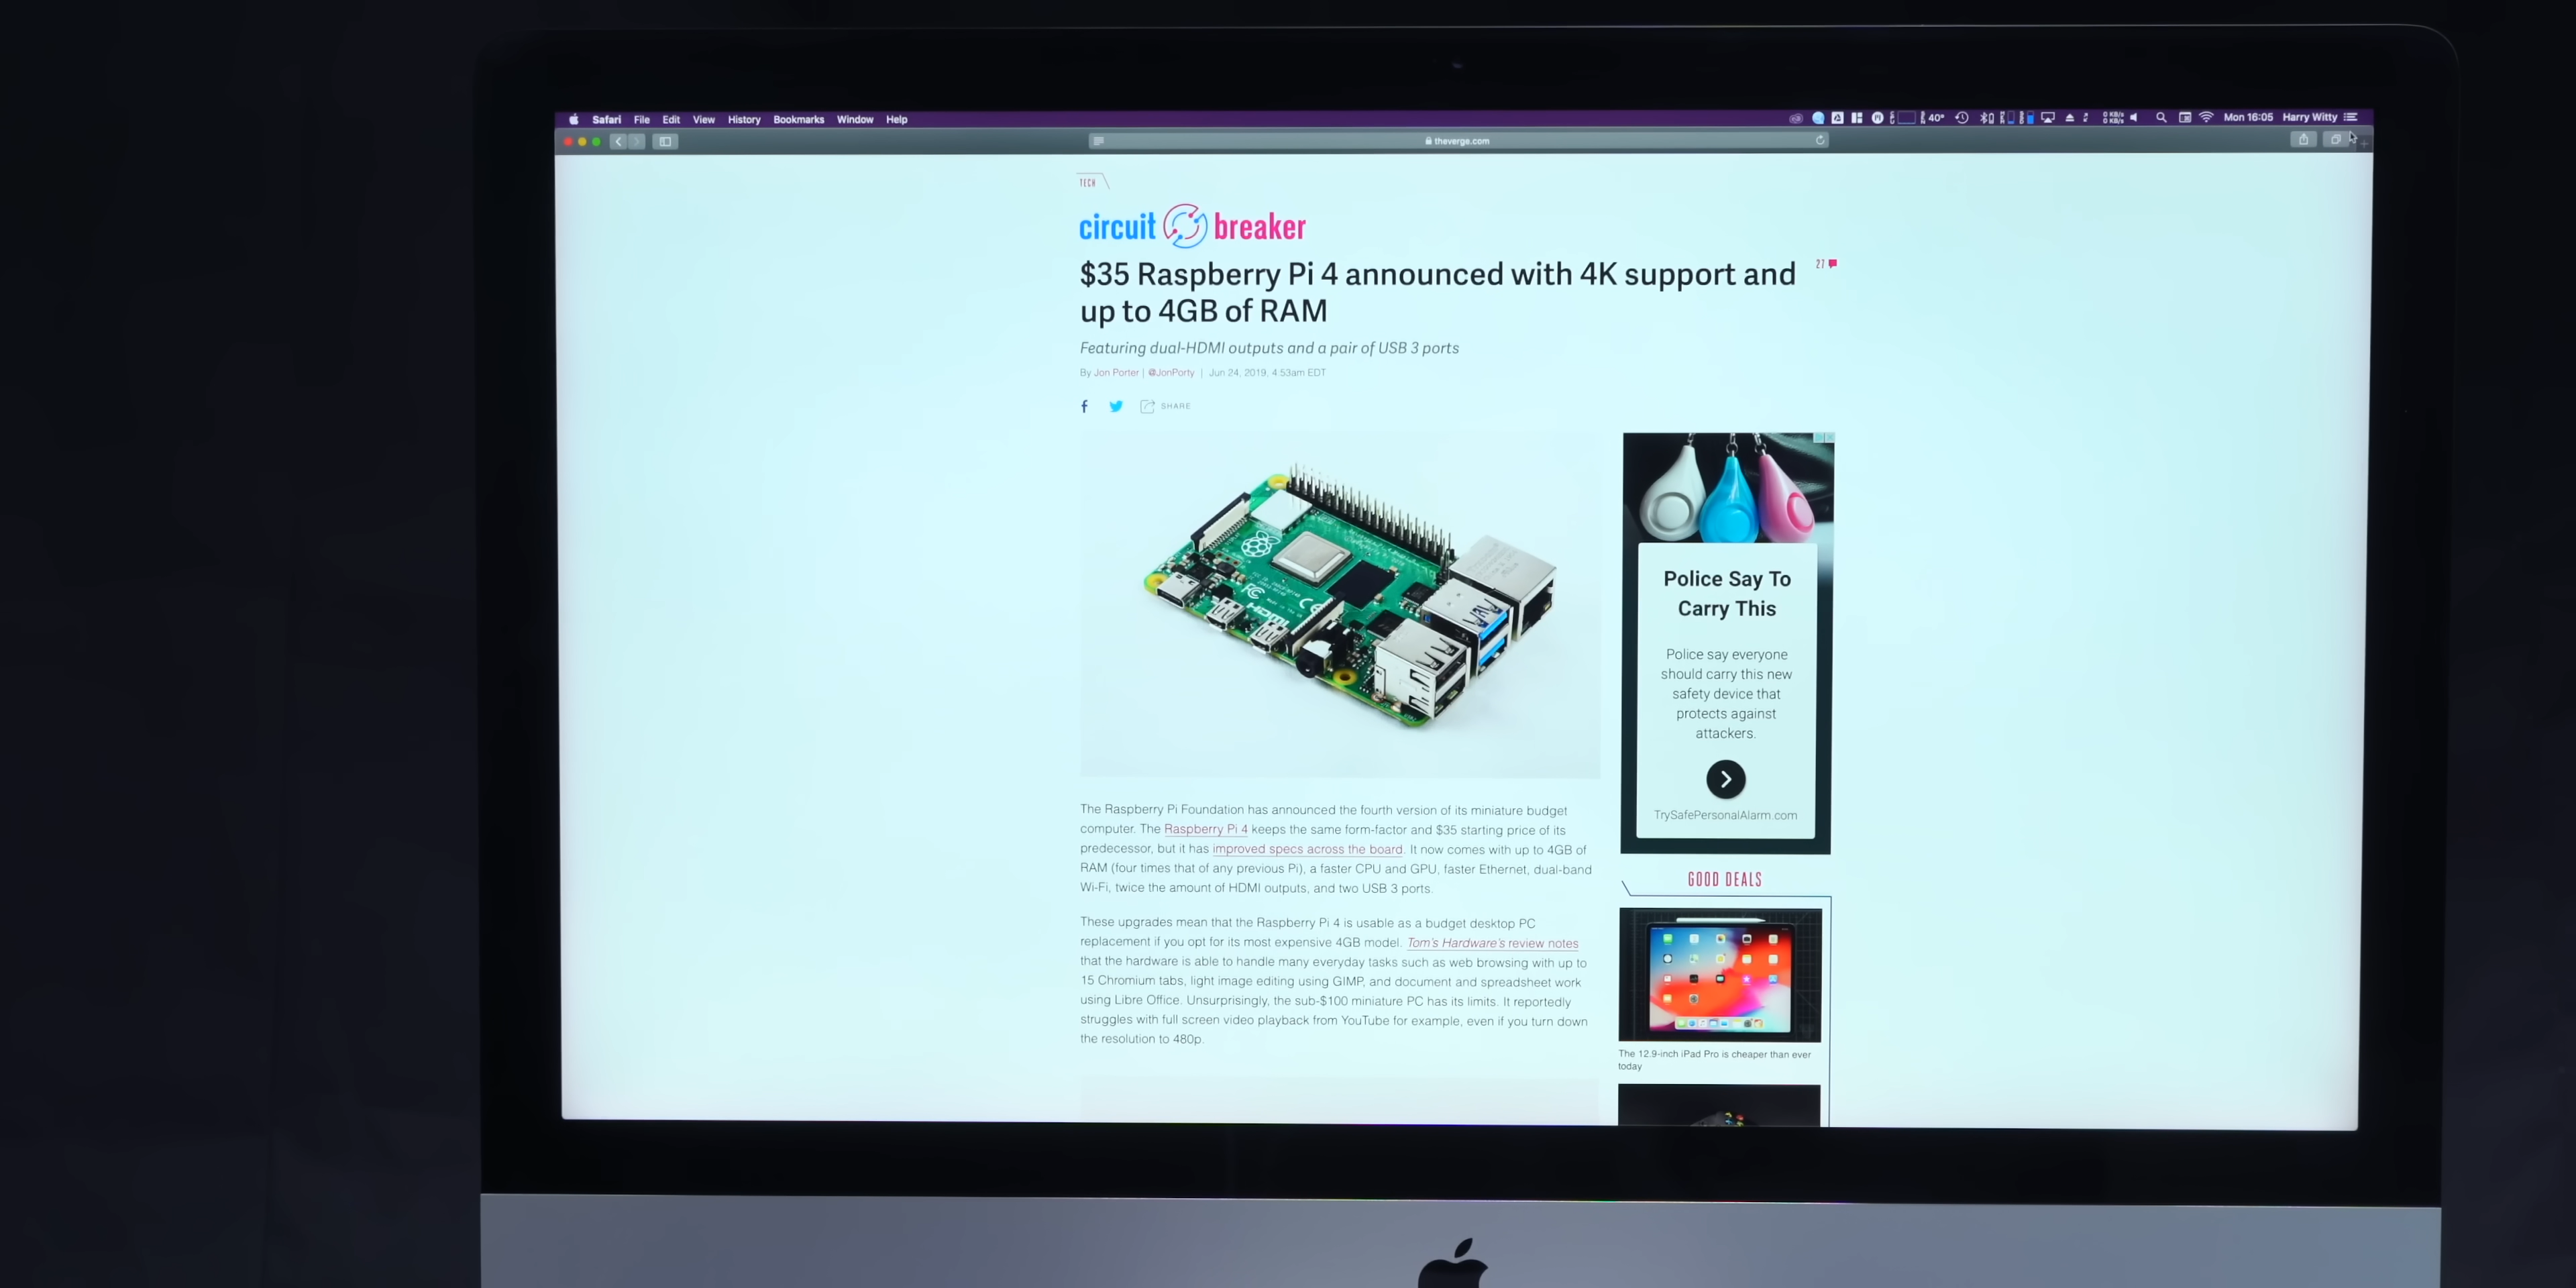 Safari File Edit View History Bookmarks Window Help
40° Mon 16:05 Harry Witty
theverge.com
TECH
circuit breaker
$35 Raspberry Pi 4 announced with 4K support and
up to 4GB of RAM
27
Featuring dual-HDMI outputs and a pair of USB 3 ports
By Jon Porter | @JonPorty | Jun 24, 2019, 4:53am EDT
SHARE
The Raspberry Pi Foundation has announced the fourth version of its miniature budget
computer. The Raspberry Pi 4 keeps the same form-factor and $35 starting price of its
predecessor, but it has improved specs across the board. It now comes with up to 4GB of
RAM (four times that of any previous Pi), a faster CPU and GPU, faster Ethernet, dual-band
Wi-Fi, twice the amount of HDMI outputs, and two USB 3 ports.
These upgrades mean that the Raspberry Pi 4 is usable as a budget desktop PC
replacement if you opt for its most expensive 4GB model. Tom's Hardware's review notes
that the hardware is able to handle many everyday tasks such as web browsing with up to
15 Chromium tabs, light image editing using GIMP, and document and spreadsheet work
using Libre Office. Unsurprisingly, the sub-$100 miniature PC has its limits. It reportedly
struggles with full screen video playback from YouTube for example, even if you turn down
the resolution to 480p.
Police Say To
Carry This
Police say everyone
should carry this new
safety device that
protects against
attackers.
TrySafePersonalAlarm.com
GOOD DEALS
The 12.9-inch iPad Pro is cheaper than ever
today